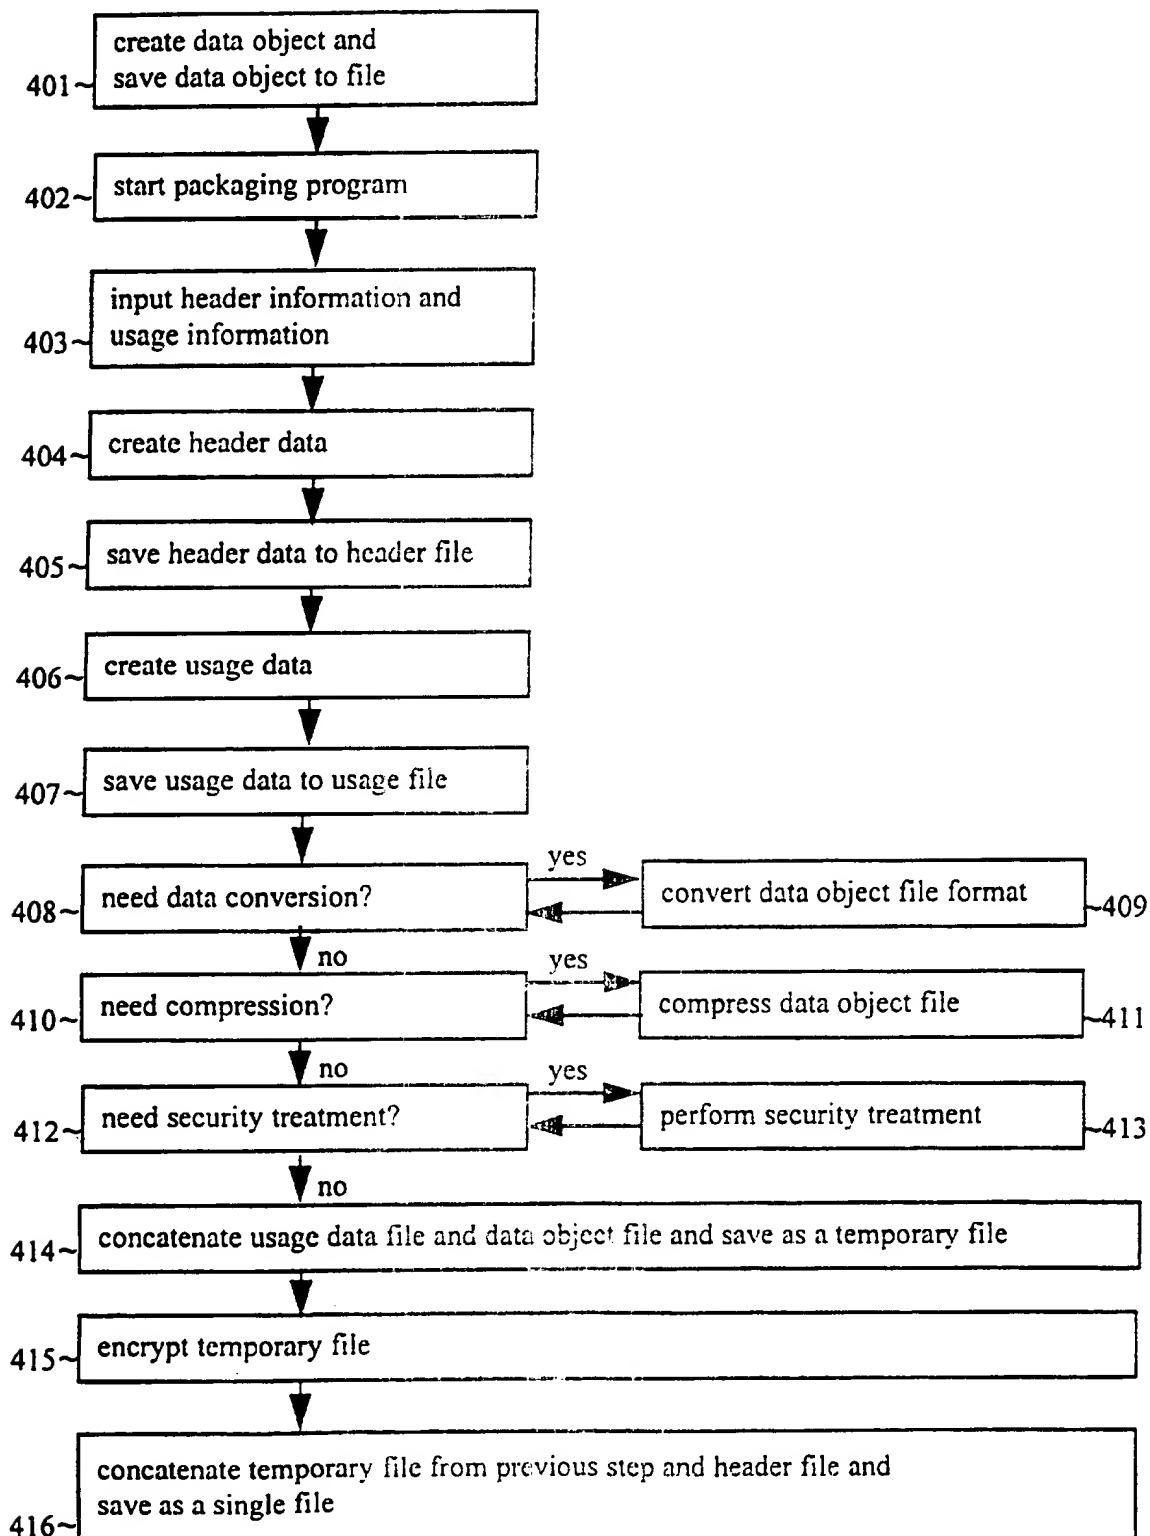 create data object and
save data object to file
401~
start packaging program
402~
input header information and
usage information
403~
create header data
404~
save header data to header file
405~
create usage data
406~
save usage data to usage file
407~
yes
need data conversion?
convert data object file format
408~
~409
no
yes
need compression?
compress data object file
410~
~411
no
yes
need security treatment?
perform security treatment
412~
~413
no
concatenate usage data file and data object file and save as a temporary file
414~
encrypt temporary file
415~
concatenate temporary file from previous step and header file and
save as a single file
416~